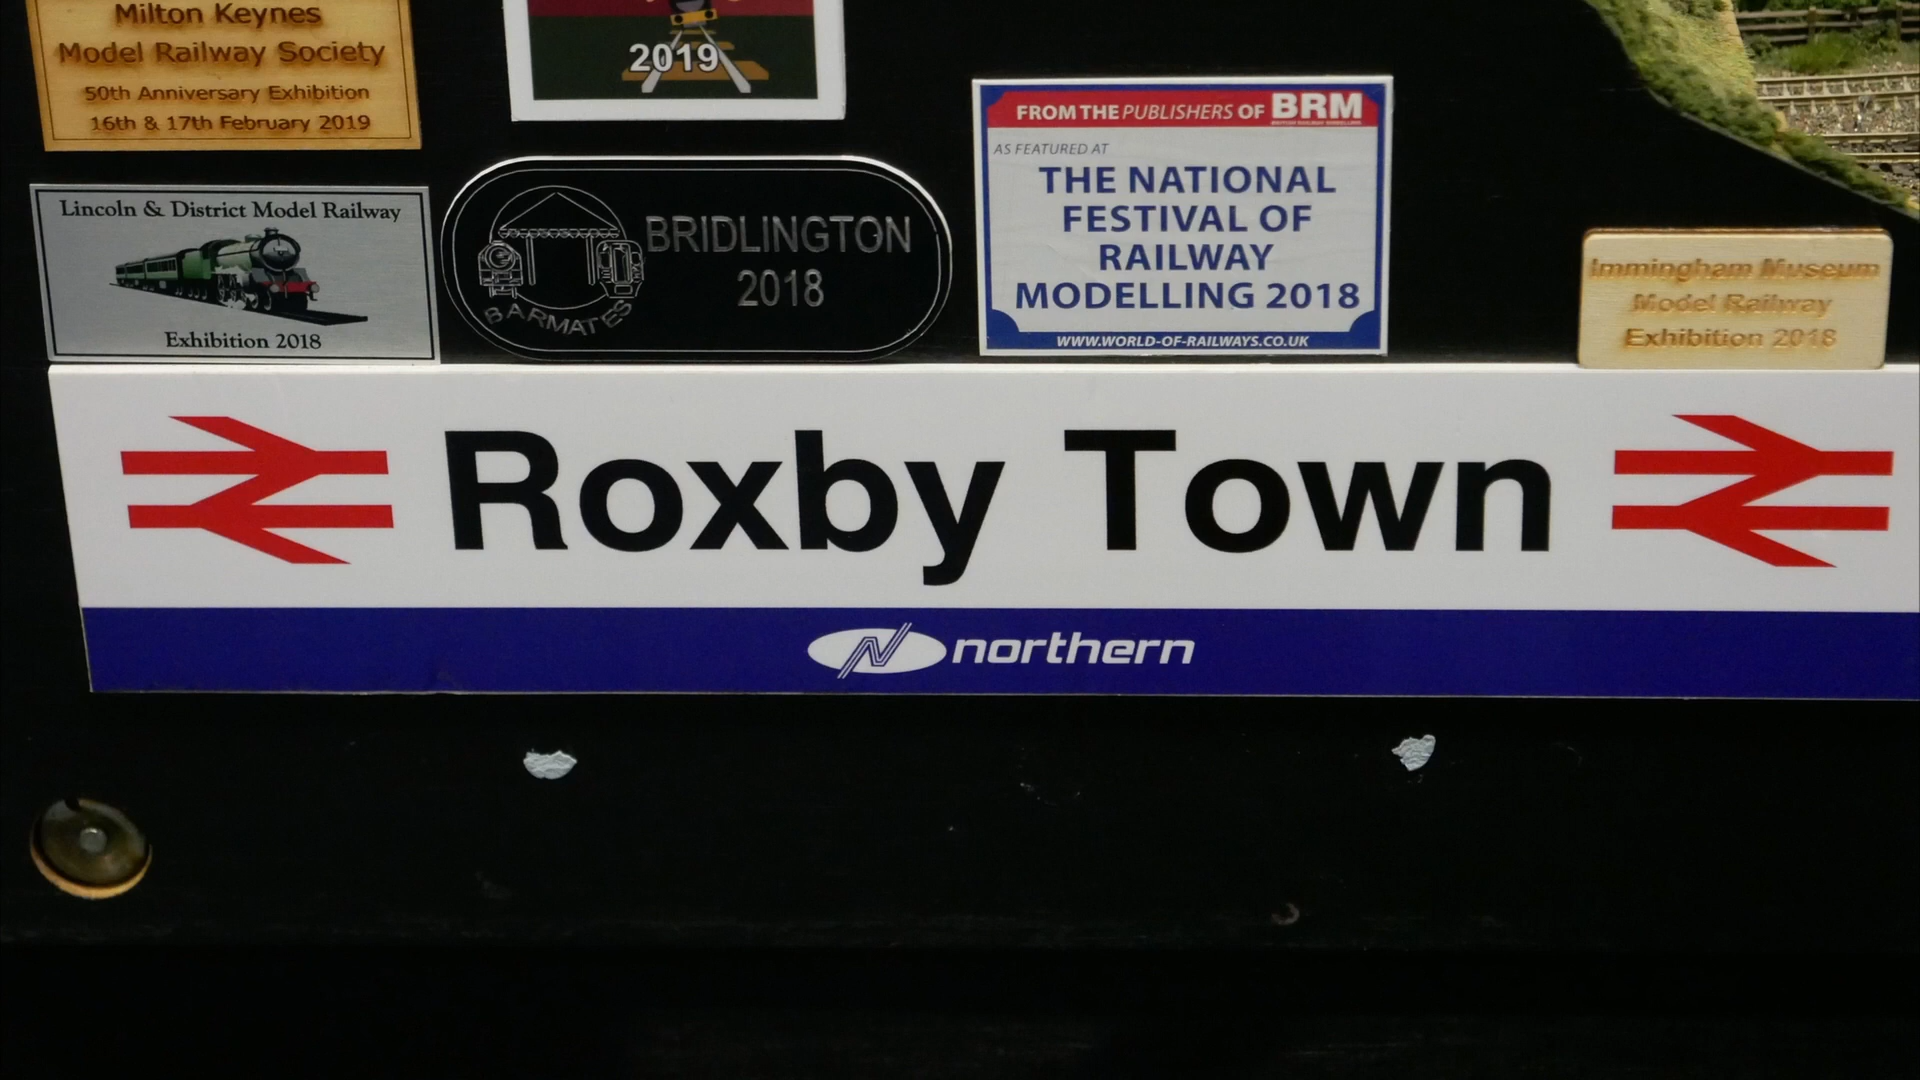 Milton Keynes
Model Railway Society
50th Anniversary Exhibition
16th & 17th February 2019
2019
Lincoln & District Model Railway
Exhibition 2018
BRIDLINGTON
2018
BARMATES
FROM THE PUBLISHERS OF BRM
AS FEATURED AT
THE NATIONAL
FESTIVAL OF
RAILWAY
MODELLING 2018
WWW.WORLD-OF-RAILWAYS.CO.UK
Immingham Museum
Model Railway
Exhibition 2018
Roxby Town
northern